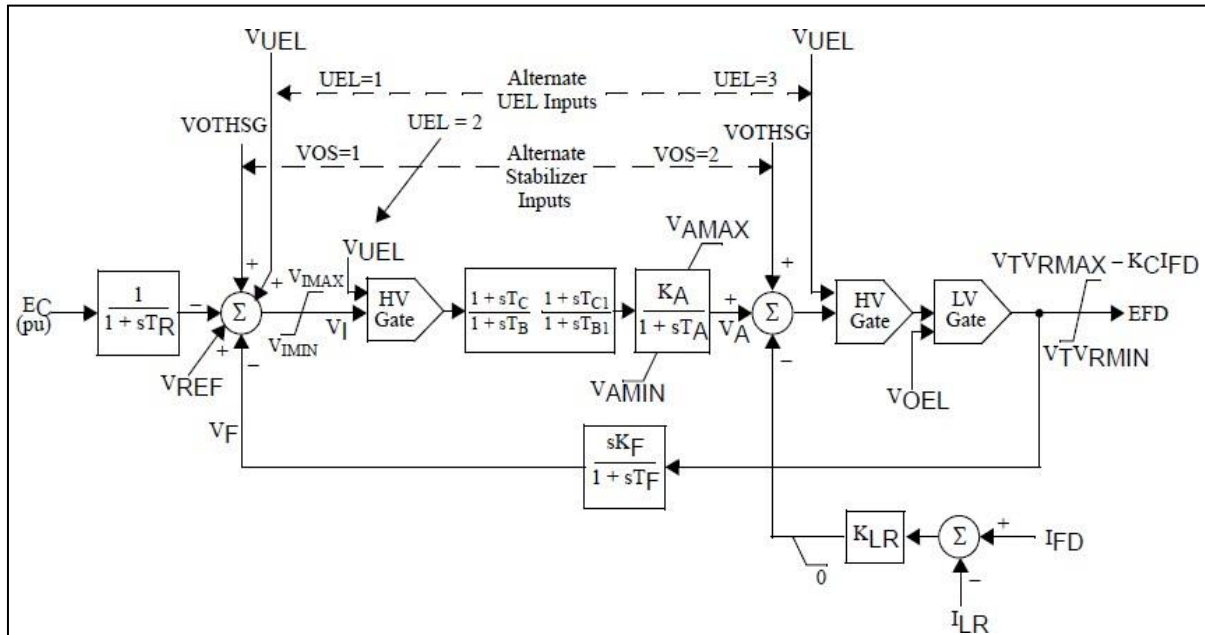 VUEL
VUEL
UEL=1
Alternate
UEL Inputs
UEL=3
VOTHSG
UEL = 2
VOTHSG
VOS=1
Alternate
Stabilizer
Inputs
VOS=2
VUEL
VAMAX
VTVRMAX – KCIFD
EC
(pu)
1
1 + sTR
–
+
+
Σ
+
–
VIMAX
VI
VIMIN
HV
Gate
1 + sTC
1 + sTB
1 + sTC1
1 + sTB1
KA
1 + sTA
+
VA
+
Σ
–
HV
Gate
LV
Gate
EFD
VTVRMIN
VREF
VAMIN
VOEL
VF
sKF
1 + sTF
0
KLR
Σ
+
–
IFD
ILR